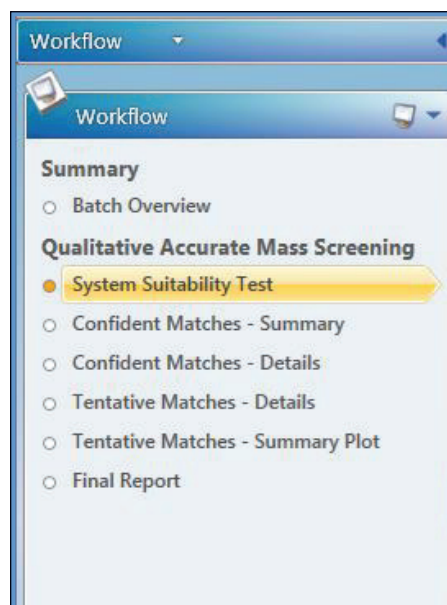 Workflow
Workflow
Summary
Batch Overview
Qualitative Accurate Mass Screening
System Suitability Test
Confident Matches - Summary
Confident Matches - Details
Tentative Matches - Details
Tentative Matches - Summary Plot
Final Report